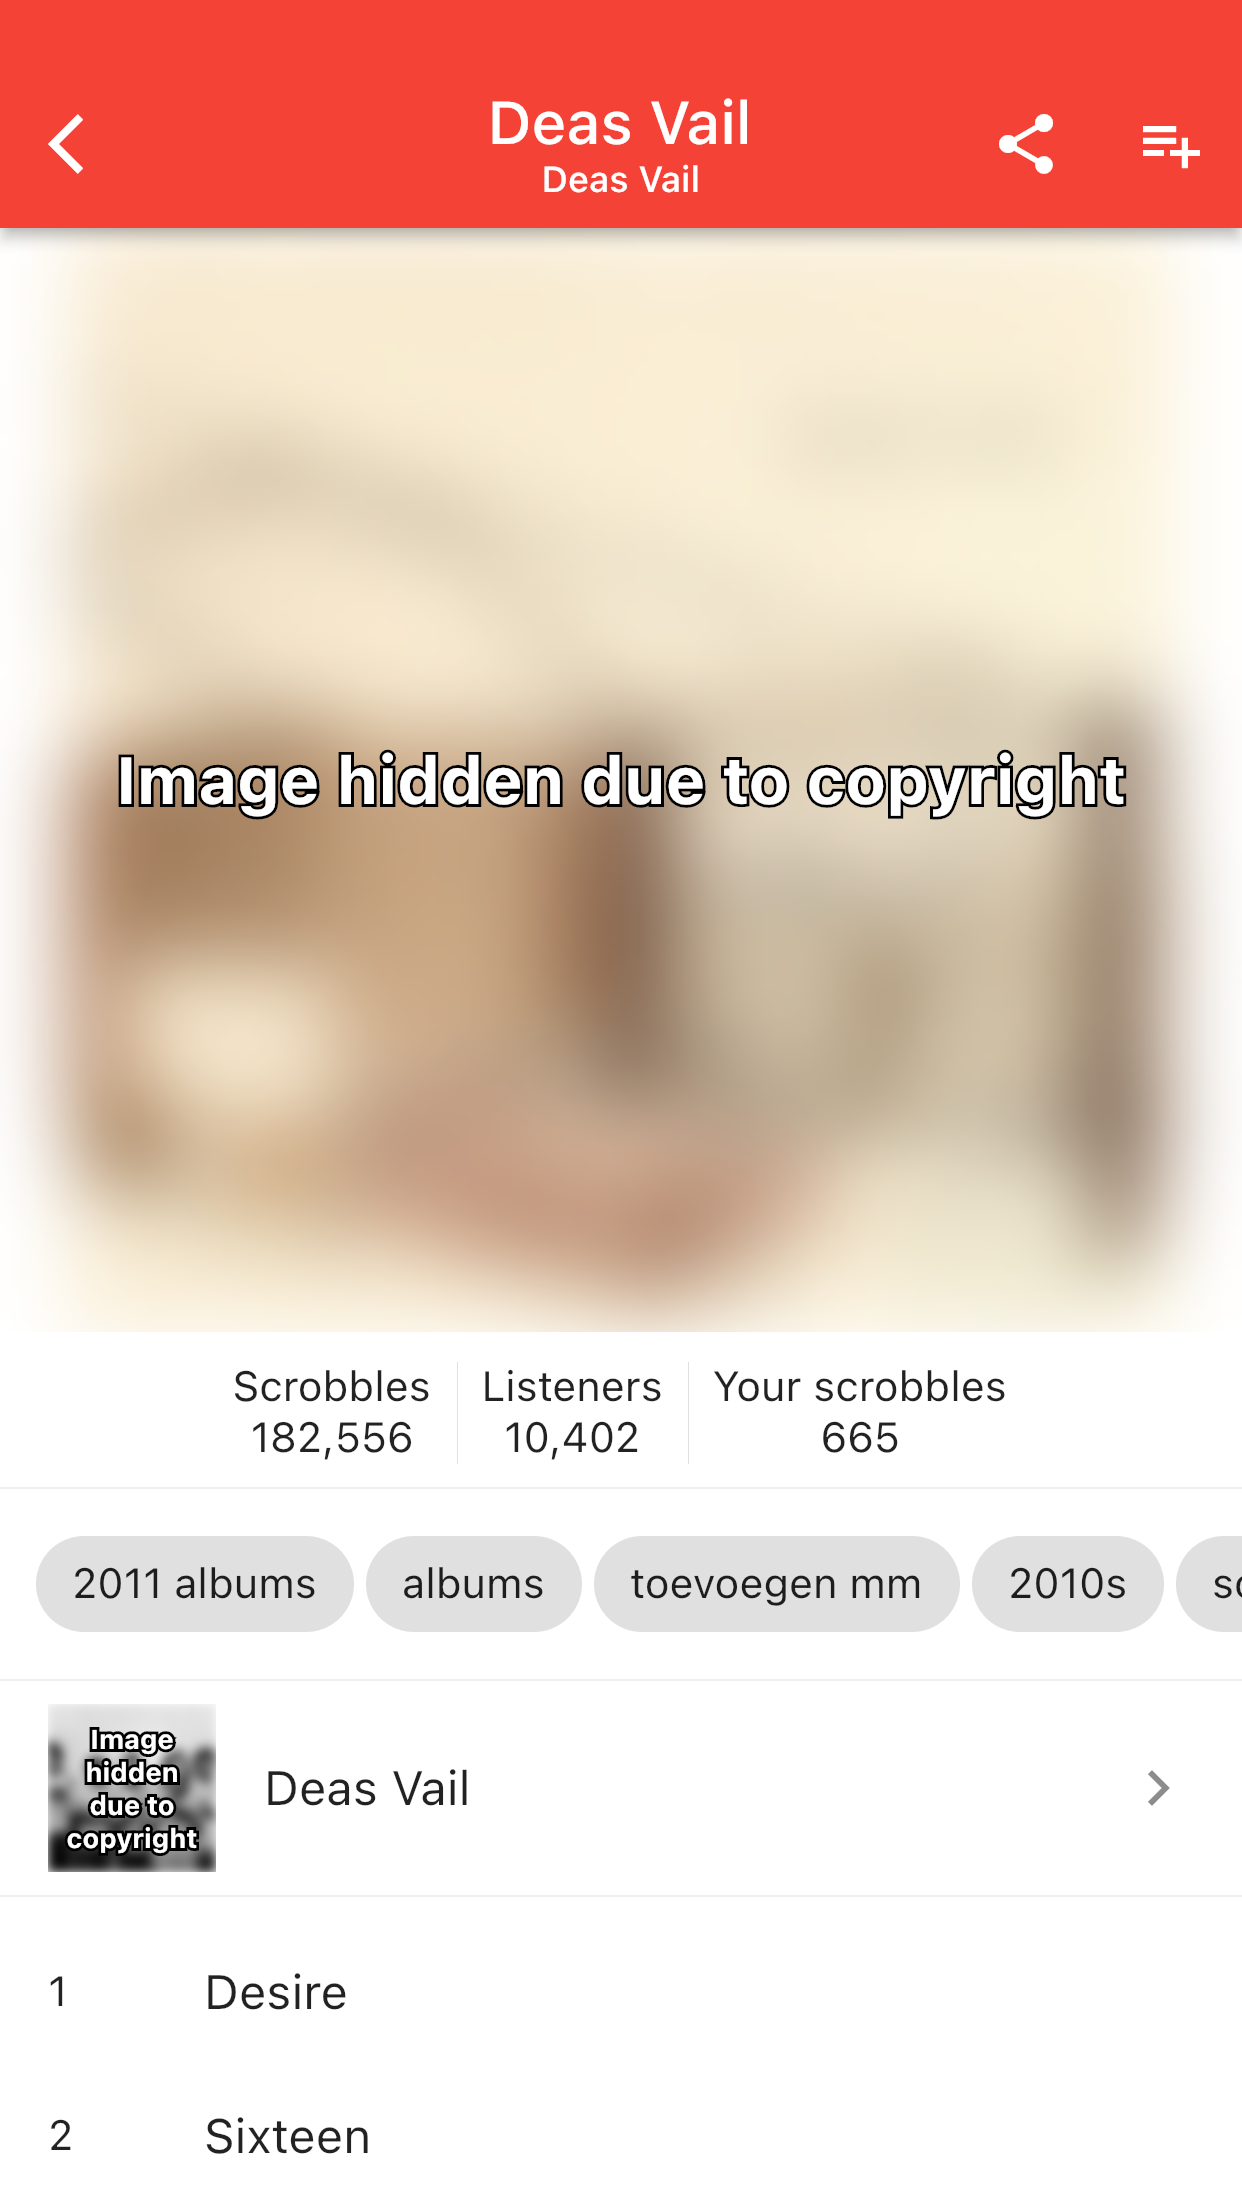 Deas Vail
Deas Vail
Image hidden due to copyright
Scrobbles Listeners Your scrobbles
182,556 10,402 665
2011 albums albums toevoegen mm 2010s
Image
hidden
due to
copyright
Deas Vail
1 Desire
2 Sixteen